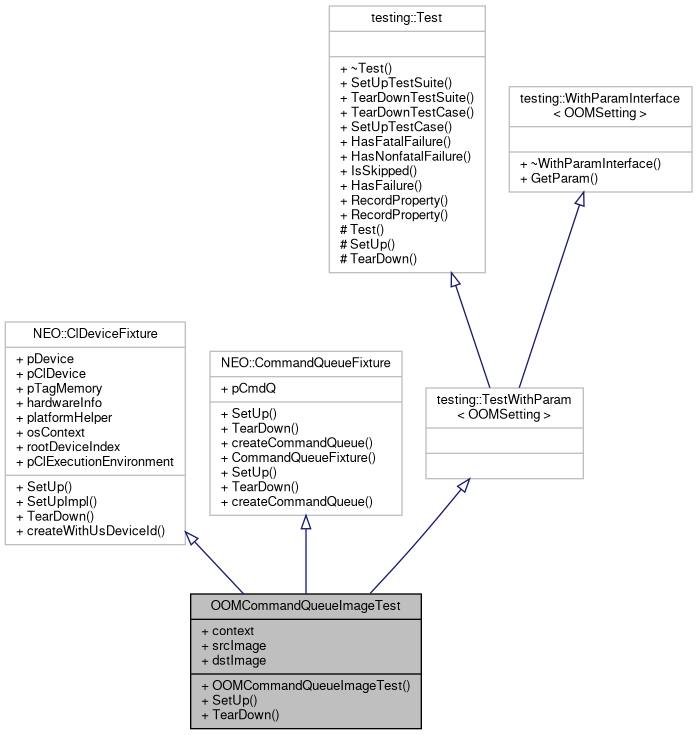 testing::Test
+ ~Test()
+ SetUpTestSuite()
+ TearDownTestSuite()
+ TearDownTestCase()
+ SetUpTestCase()
+ HasFatalFailure()
+ HasNonfatalFailure()
+ IsSkipped()
+ HasFailure()
+ RecordProperty()
+ RecordProperty()
# Test()
# SetUp()
# TearDown()
testing::WithParamInterface
< OOMSetting >
+ ~WithParamInterface()
+ GetParam()
NEO::ClDeviceFixture
+ pDevice
+ pClDevice
+ pTagMemory
+ hardwareInfo
+ platformHelper
+ osContext
+ rootDeviceIndex
+ pClExecutionEnvironment
+ SetUp()
+ SetUpImpl()
+ TearDown()
+ createWithUsDeviceId()
NEO::CommandQueueFixture
+ pCmdQ
+ SetUp()
+ TearDown()
+ createCommandQueue()
+ CommandQueueFixture()
+ SetUp()
+ TearDown()
+ createCommandQueue()
testing::TestWithParam
< OOMSetting >
OOMCommandQueueImageTest
+ context
+ srcImage
+ dstImage
+ OOMCommandQueueImageTest()
+ SetUp()
+ TearDown()